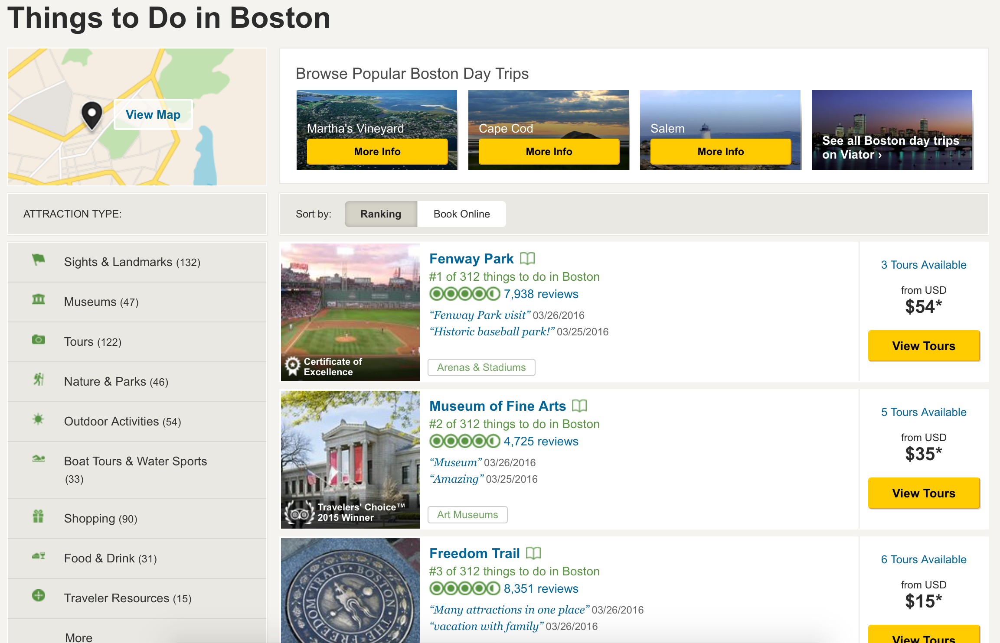 Things to Do in Boston
View Map
Browse Popular Boston Day Trips
Martha's Vineyard
More Info
Cape Cod
More Info
Salem
More Info
See all Boston day trips
on Viator ›
ATTRACTION TYPE:
Sights & Landmarks (132)
Museums (47)
Tours (122)
Nature & Parks (46)
Outdoor Activities (54)
Boat Tours & Water Sports
(33)
Shopping (90)
Food & Drink (31)
Traveler Resources (15)
More
Sort by: Ranking Book Online
Certificate of
Excellence
Fenway Park
#1 of 312 things to do in Boston
7,938 reviews
“Fenway Park visit” 03/26/2016
“Historic baseball park!” 03/25/2016
Arenas & Stadiums
3 Tours Available
from USD
$54*
View Tours
Travelers' Choice™
2015 Winner
Museum of Fine Arts
#2 of 312 things to do in Boston
4,725 reviews
“Museum” 03/26/2016
“Amazing” 03/25/2016
Art Museums
5 Tours Available
from USD
$35*
View Tours
THE FREEDOM TRAIL · BOSTON ·
Freedom Trail
#3 of 312 things to do in Boston
8,351 reviews
“Many attractions in one place” 03/26/2016
“vacation with family” 03/26/2016
6 Tours Available
from USD
$15*
View Tours